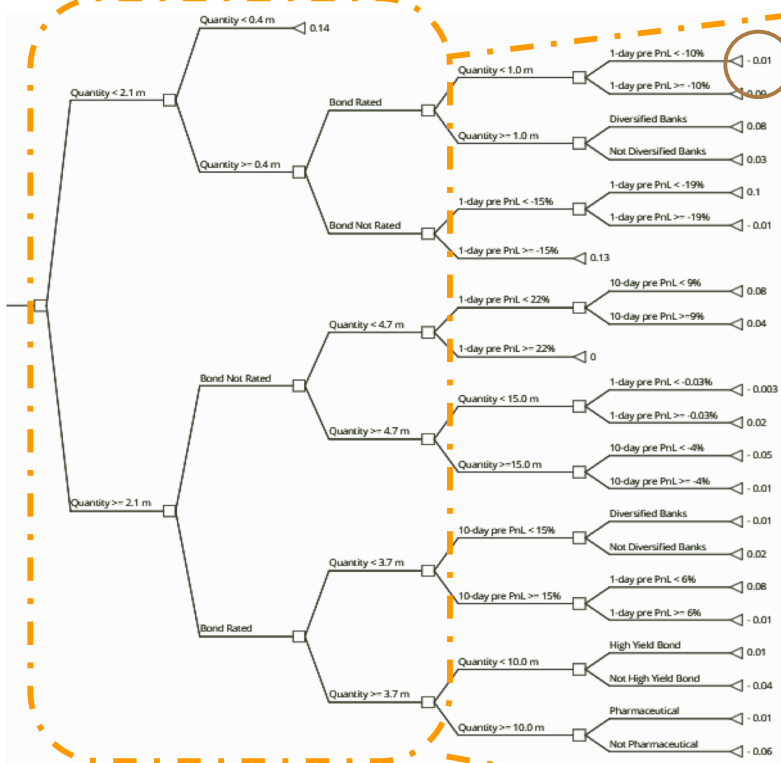 Quantity < 0.4 m
0.14
1-day pre PnL < -10%
- 0.01
Quantity < 1.0 m
1-day pre PnL >= -10%
0.09
Quantity < 2.1 m
Bond Rated
Diversified Banks
0.08
Quantity >= 1.0 m
Not Diversified Banks
0.03
Quantity >= 0.4 m
1-day pre PnL < -19%
0.1
1-day pre PnL < -15%
1-day pre PnL >= -19%
- 0.01
Bond Not Rated
1-day pre PnL >= -15%
0.13
10-day pre PnL < 9%
0.08
1-day pre PnL < 22%
10-day pre PnL >=9%
0.04
Quantity < 4.7 m
1-day pre PnL >= 22%
0
Bond Not Rated
1-day pre PnL < -0.03%
- 0.003
Quantity < 15.0 m
1-day pre PnL >= -0.03%
0.02
Quantity >= 4.7 m
10-day pre PnL < -4%
- 0.05
Quantity >=15.0 m
10-day pre PnL >= -4%
- 0.01
Quantity >= 2.1 m
Diversified Banks
- 0.01
10-day pre PnL < 15%
Not Diversified Banks
0.02
Quantity < 3.7 m
1-day pre PnL < 6%
0.08
10-day pre PnL >= 15%
1-day pre PnL >= 6%
- 0.01
Bond Rated
High Yield Bond
0.01
Quantity < 10.0 m
Not High Yield Bond
- 0.04
Quantity >= 3.7 m
Pharmaceutical
- 0.01
Quantity >= 10.0 m
Not Pharmaceutical
- 0.06